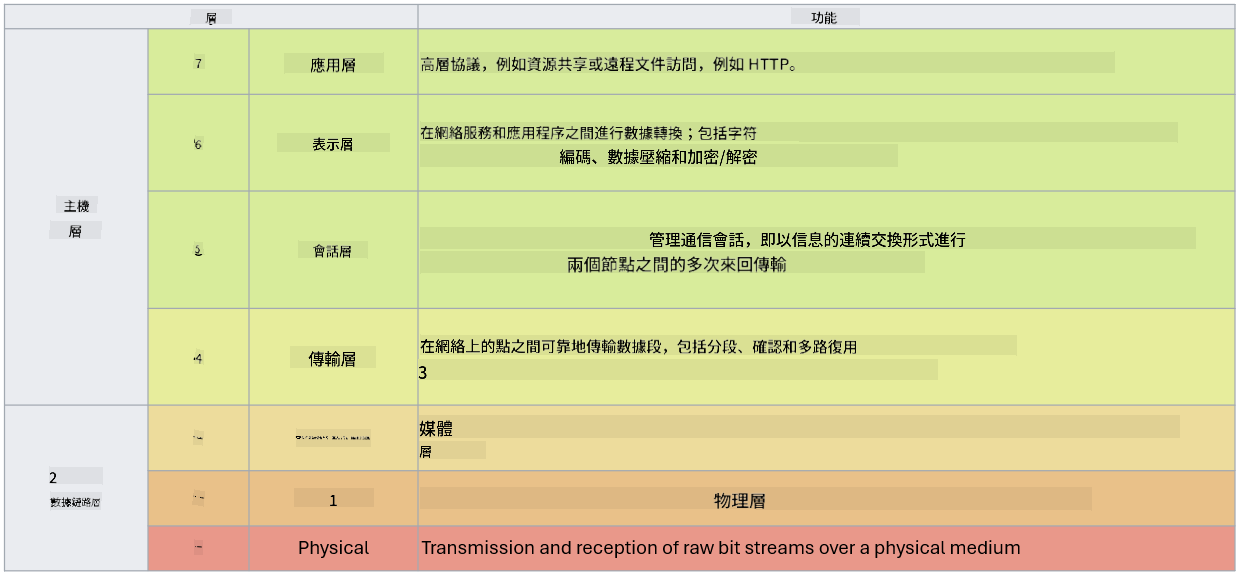 層
功能
主機
層
7
應用層
高層協議，例如資源共享或遠程文件訪問，例如 HTTP。
6
表示層
在網絡服務和應用程序之間進行數據轉換；包括字符
編碼、數據壓縮和加密/解密
5
會話層
管理通信會話，即以信息的連續交換形式進行
兩個節點之間的多次來回傳輸
4
傳輸層
在網絡上的點之間可靠地傳輸數據段，包括分段、確認和多路復用
3
2
數據鏈路層
媒體
層
1
物理層
Physical
Transmission and reception of raw bit streams over a physical medium